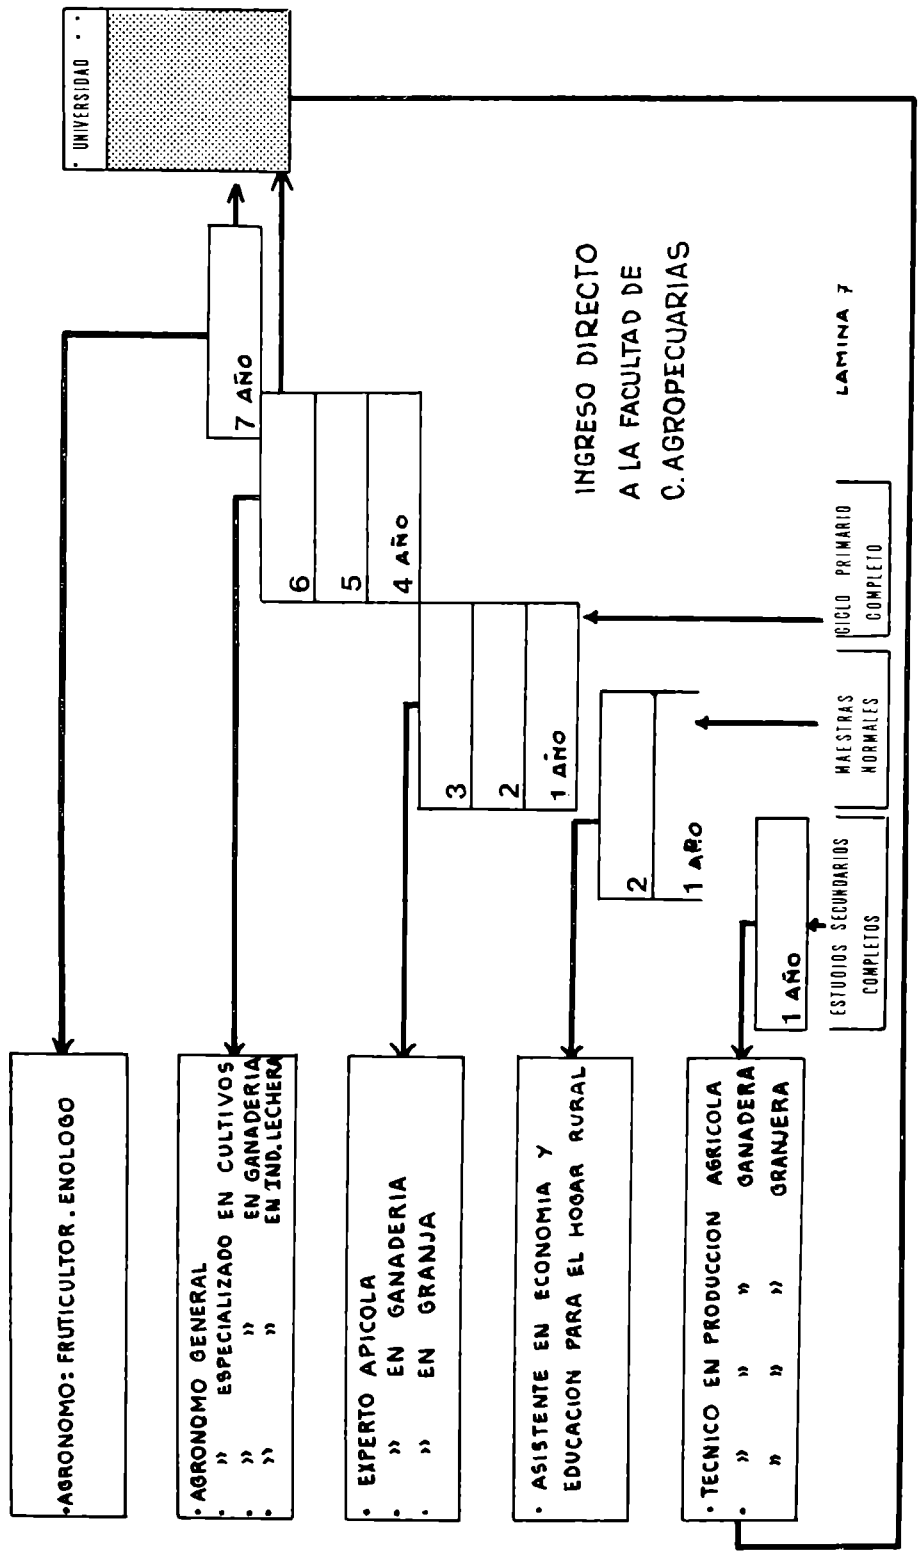 • UNIVERSIDAD • •
7 AÑO
6
5
4 AÑO
3
2
1 AÑO
2
1 AÑO
1 AÑO
•AGRONOMO: FRUTICULTOR. ENOLOGO
• AGRONOMO GENERAL
• " ESPECIALIZADO EN CULTIVOS
• " " EN GANADERIA
• " " EN IND. LECHERA
• EXPERTO APICOLA
• " EN GANADERIA
• " EN GRANJA
• ASISTENTE EN ECONOMIA Y
EDUCACION PARA EL HOGAR RURAL
• TECNICO EN PRODUCCION AGRICOLA
• " " " GANADERA
" " " GRANJERA
ESTUDIOS SECUNDARIOS
COMPLETOS
MAESTRAS
NORMALES
CICLO PRIMARIO
COMPLETO
INGRESO DIRECTO
A LA FACULTAD DE
C. AGROPECUARIAS
LAMINA 7